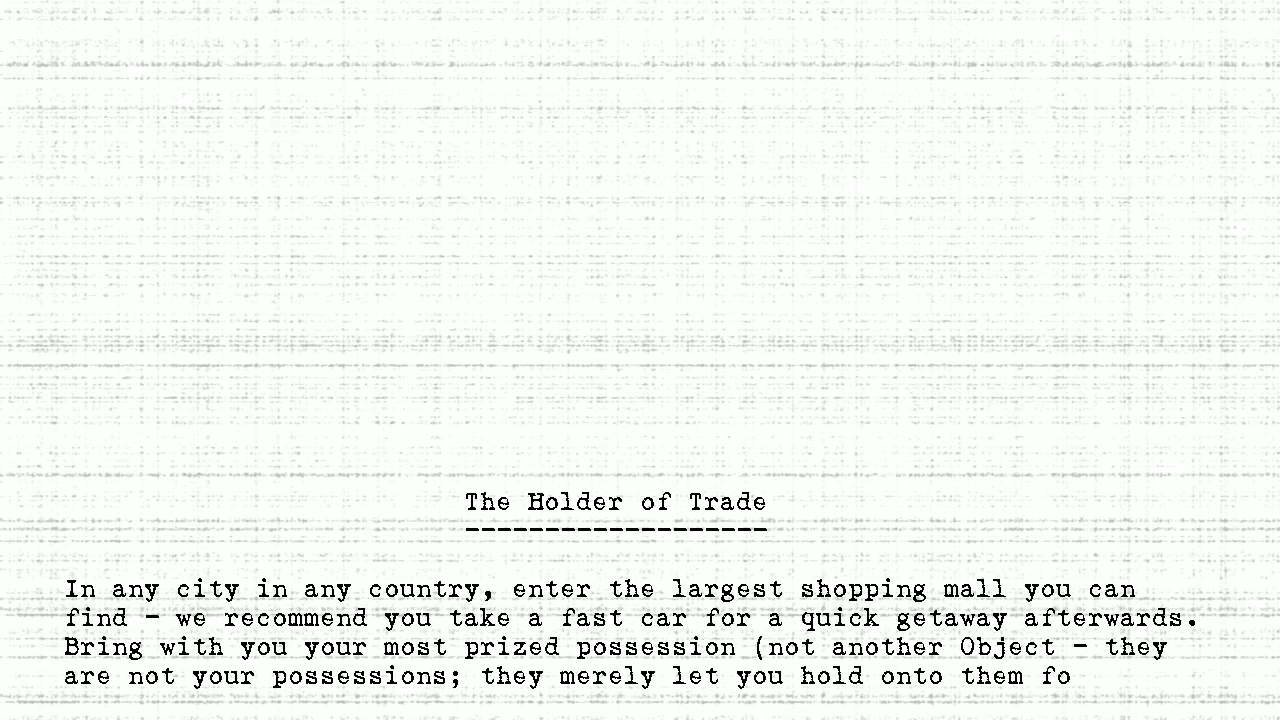 The Holder of Trade
-------------------
In any city in any country, enter the largest shopping mall you can
find - we recommend you take a fast car for a quick getaway afterwards.
Bring with you your most prized possession (not another Object - they
are not your possessions; they merely let you hold onto them fo